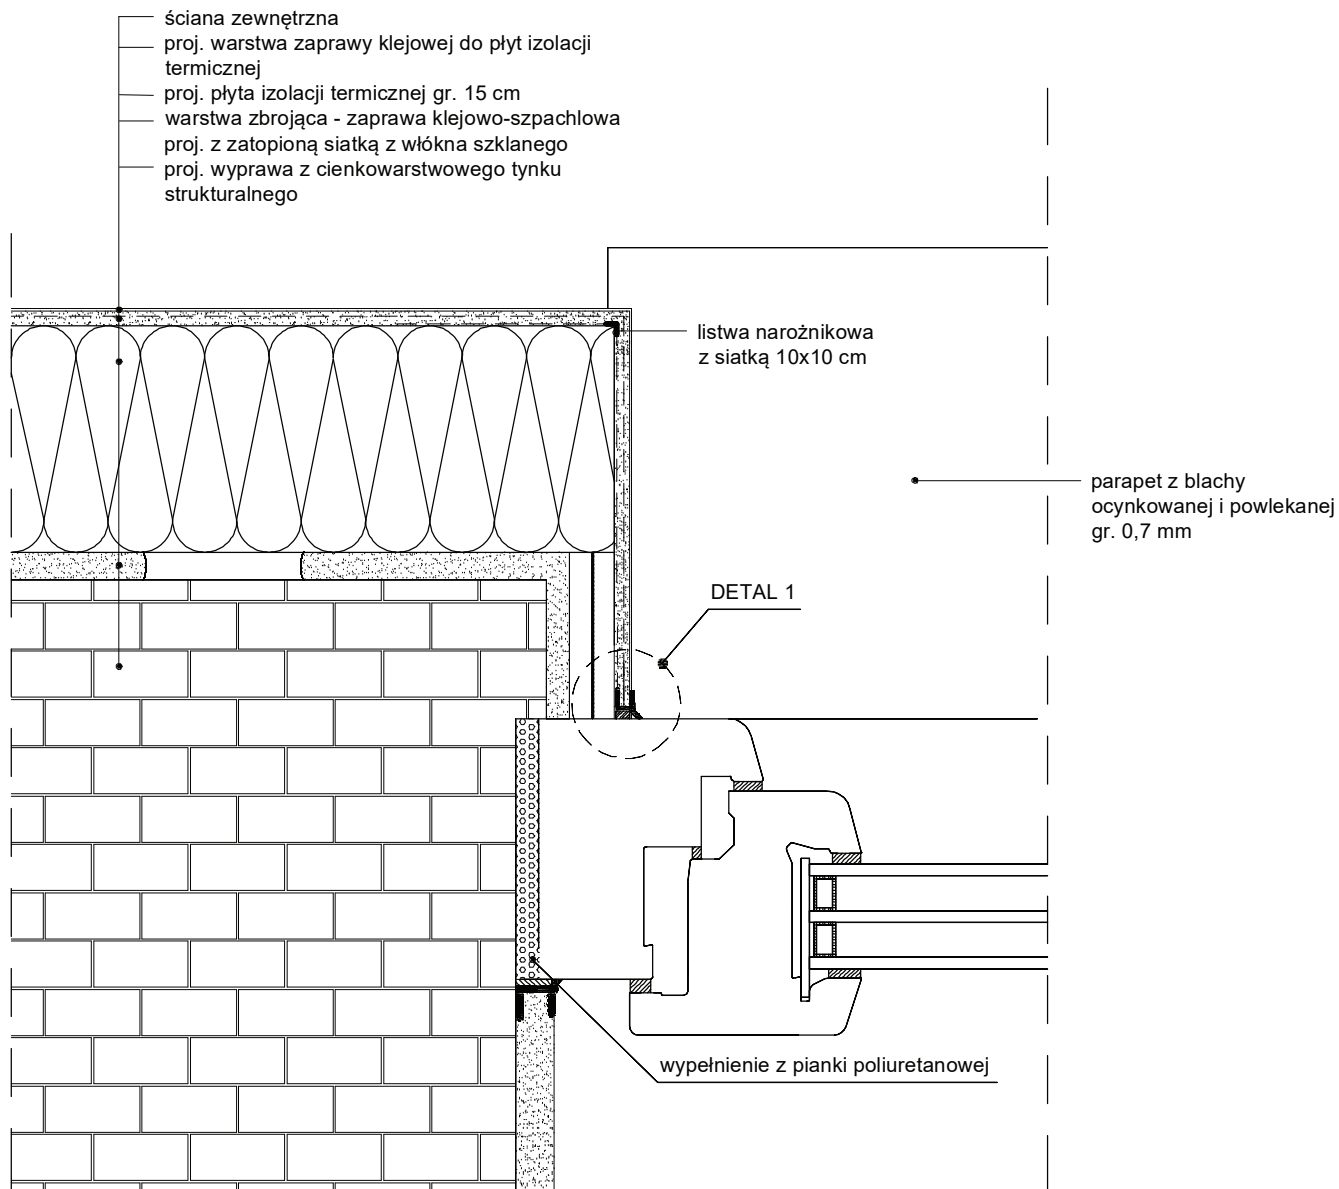 ściana zewnętrzna
proj. warstwa zaprawy klejowej do płyt izolacji
termicznej
proj. płyta izolacji termicznej gr. 15 cm
warstwa zbrojąca - zaprawa klejowo-szpachlowa
proj. z zatopioną siatką z włókna szklanego
proj. wyprawa z cienkowarstwowego tynku
strukturalnego
listwa narożnikowa
z siatką 10x10 cm
parapet z blachy
ocynkowanej i powlekanej
gr. 0,7 mm
DETAL 1
wypełnienie z pianki poliuretanowej